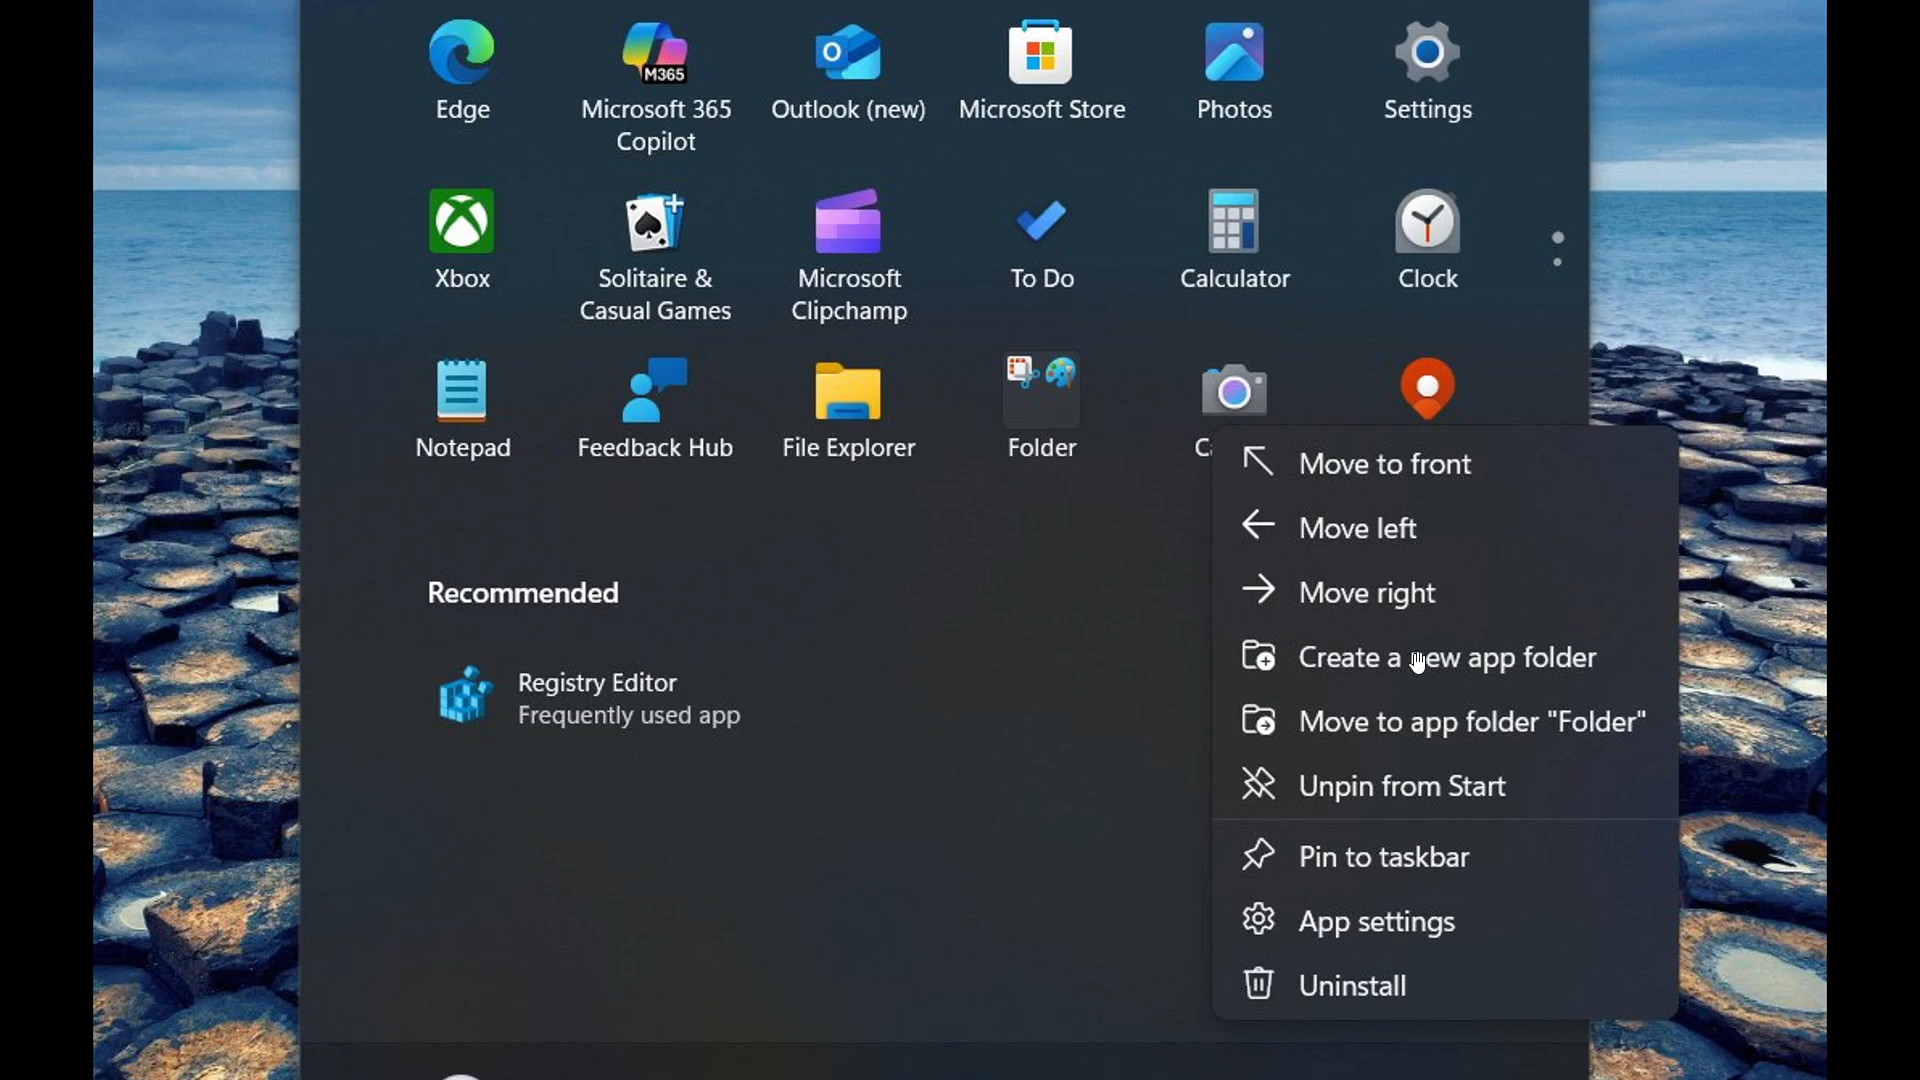 Edge
M365
Microsoft 365
Copilot
Outlook (new)
Microsoft Store
Photos
Settings
Xbox
Solitaire &
Casual Games
Microsoft
Clipchamp
To Do
Calculator
Clock
Notepad
Feedback Hub
File Explorer
Folder
Move to front
Move left
Move right
Create a new app folder
Move to app folder "Folder"
Unpin from Start
Pin to taskbar
App settings
Uninstall
Recommended
Registry Editor
Frequently used app